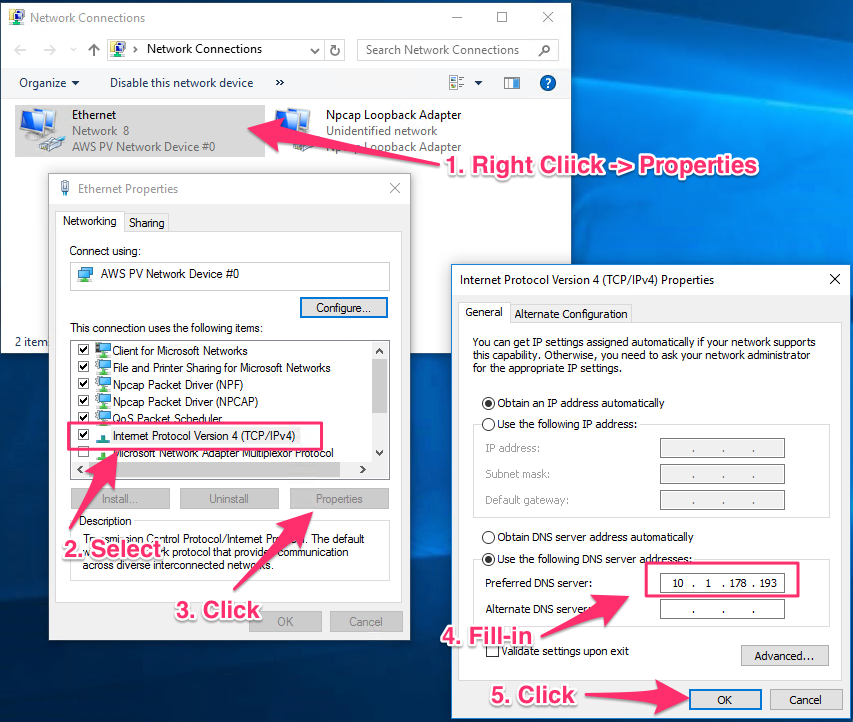 Network Connections
Network Connections
Search Network Connections
Organize
Disable this network device
»
?
Ethernet
Network 8
AWS PV Network Device #0
Npcap Loopback Adapter
Unidentified network
Npcap Loopback Adapter
1. Right Cliick -> Properties
2 item
Ethernet Properties
Networking
Sharing
Connect using:
AWS PV Network Device #0
Configure...
This connection uses the following items:
Client for Microsoft Networks
File and Printer Sharing for Microsoft Networks
Npcap Packet Driver (NPF)
Npcap Packet Driver (NPCAP)
QoS Packet Scheduler
Internet Protocol Version 4 (TCP/IPv4)
Microsoft Network Adapter Multiplexor Protocol
Install...
Uninstall
Properties
2. Select
Description
Transmission Control Protocol/Internet Protocol. The default
network protocol that provides communication
across diverse interconnected networks.
3. Click
OK
Cancel
Internet Protocol Version 4 (TCP/IPv4) Properties
General
Alternate Configuration
You can get IP settings assigned automatically if your network supports
this capability. Otherwise, you need to ask your network administrator
for the appropriate IP settings.
Obtain an IP address automatically
Use the following IP address:
IP address:
. . .
Subnet mask:
. . .
Default gateway:
. . .
Obtain DNS server address automatically
Use the following DNS server addresses:
Preferred DNS server:
10 . 1 . 178 . 193
Alternate DNS server:
. . .
4. Fill-in
Validate settings upon exit
Advanced...
5. Click
OK
Cancel